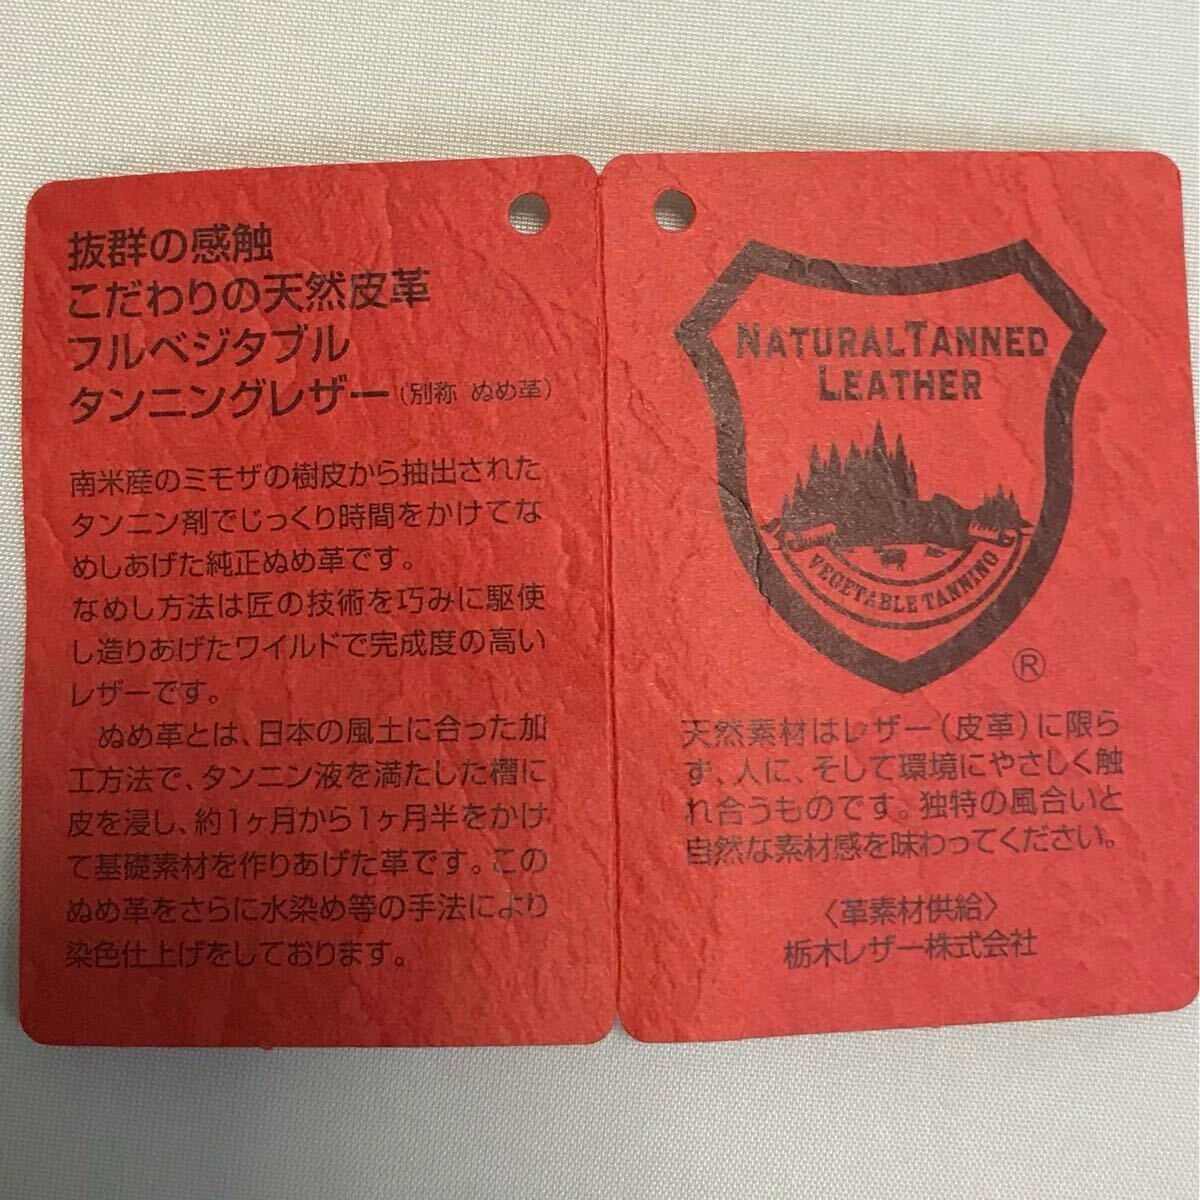 抜群の感触
こだわりの天然皮革
フルベジタブル
タンニングレザー（別称 ぬめ革）
南米産のミモザの樹皮から抽出された
タンニン剤でじっくり時間をかけてな
めしあげた純正ぬめ革です。
なめし方法は匠の技術を巧みに駆使
し造りあげたワイルドで完成度の高い
レザーです。
　ぬめ革とは、日本の風土に合った加
工方法で、タンニン液を満たした槽に
皮を浸し、約1ヶ月から1ヶ月半をかけ
て基礎素材を作りあげた革です。この
ぬめ革をさらに水染め等の手法により
染色仕上げをしております。
NATURAL TANNED
LEATHER
VEGETABLE TANNING
®
天然素材はレザー（皮革）に限ら
ず、人に、そして環境にやさしく触
れ合うものです。独特の風合いと
自然な素材感を味わってください。
〈革素材供給〉
栃木レザー株式会社